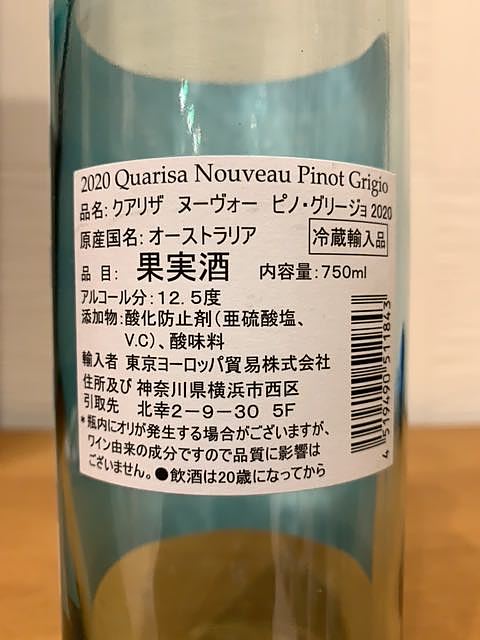 2020 Quarisa Nouveau Pinot Grigio
品名: クアリザ ヌーヴォー ピノ・グリージョ 2020
原産国名: オーストラリア 冷蔵輸入品
品 目: 果実酒 内容量: 750ml
アルコール分: 12.5度
添加物: 酸化防止剤(亜硫酸塩、
V.C)、酸味料
輸入者 東京ヨーロッパ貿易株式会社
住所及び 神奈川県横浜市西区
引取先 北幸2-9-30 5F
*瓶内にオリが発生する場合がございますが、
ワイン由来の成分ですので品質に影響は
ございません。●飲酒は20歳になってから
4 519490 511843